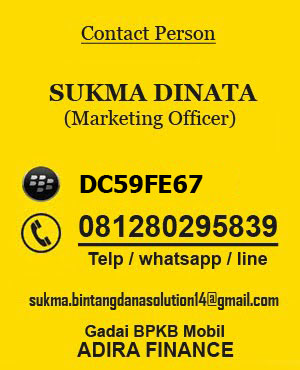 Contact Person
SUKMA DINATA
(Marketing Officer)
DC59FE67
081280295839
Telp / whatsapp / line
sukma.bintangdanasolution14@gmail.com
Gadai BPKB Mobil
ADIRA FINANCE